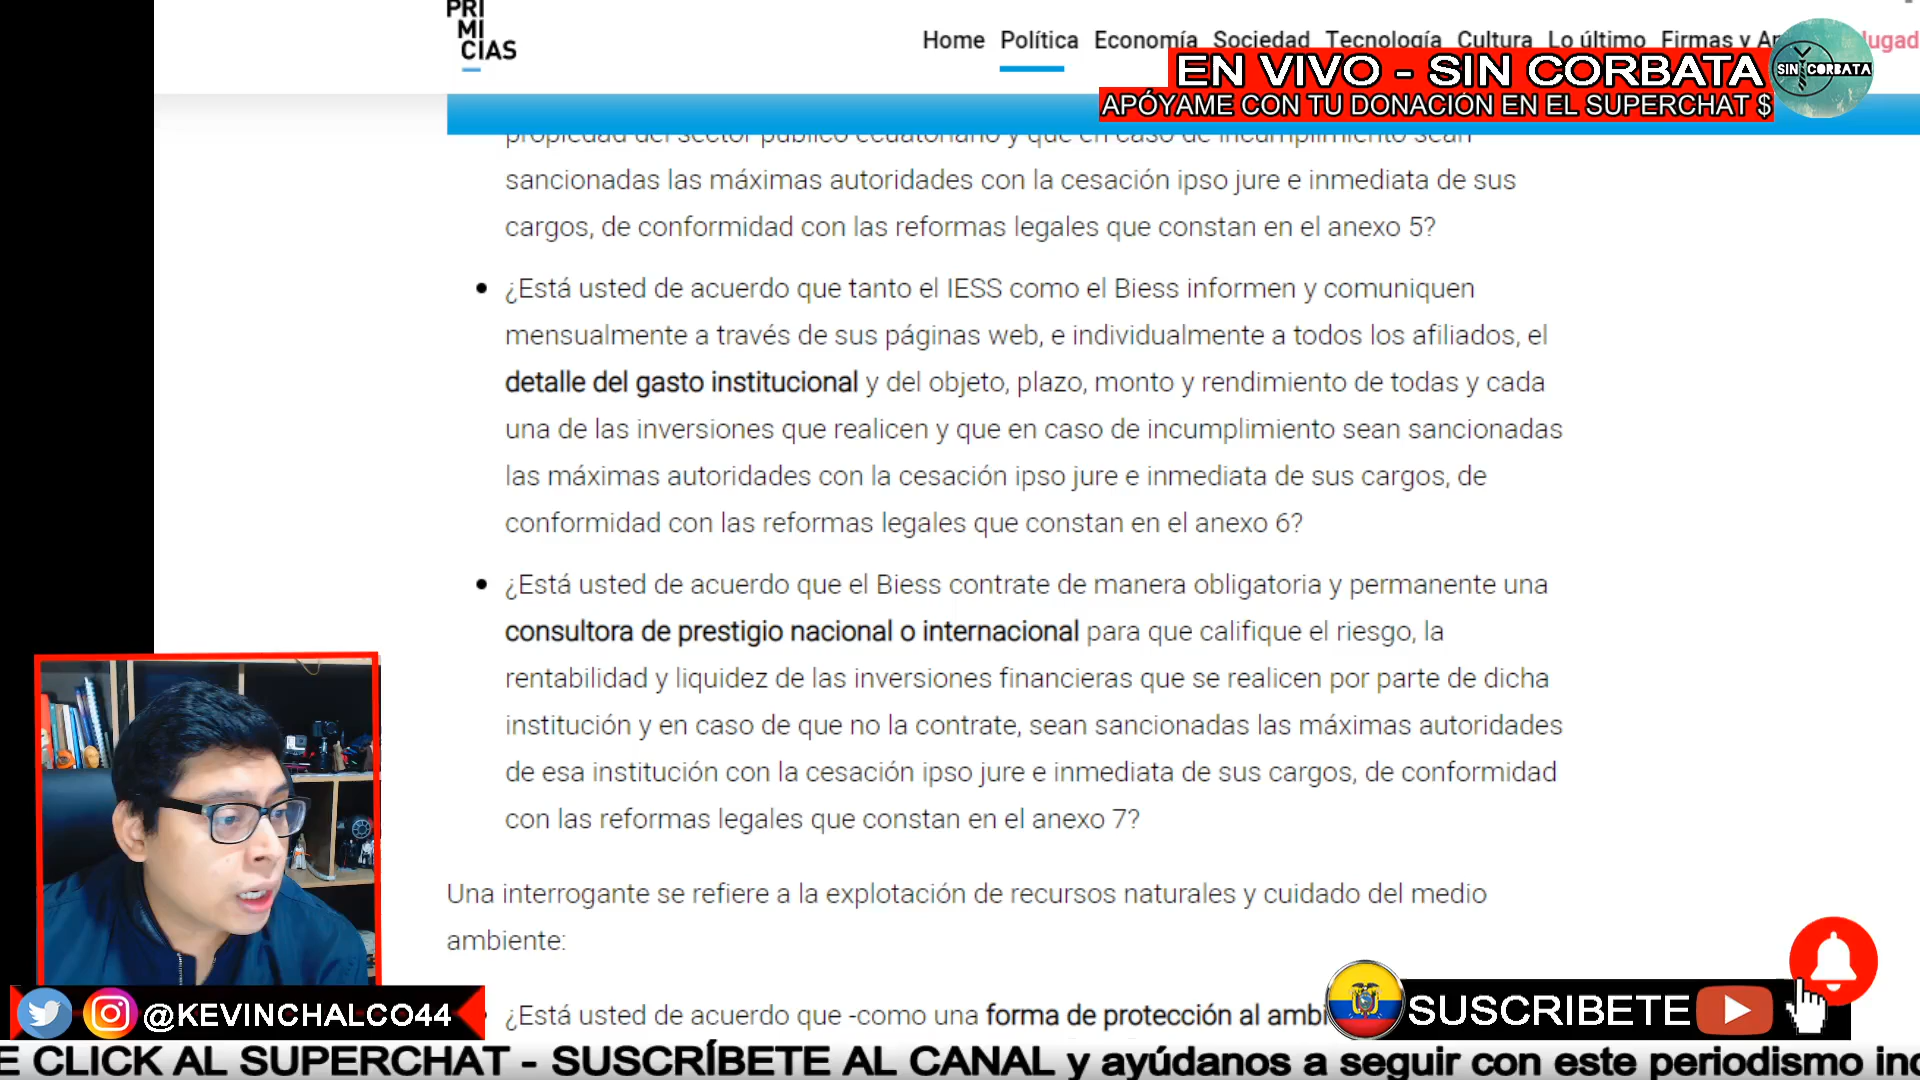 PRI
MI
CIAS
Home Política Economía Sociedad Tecnología Cultura Lo último Firmas y
EN VIVO - SIN CORBATA
SIN CORBATA
APÓYAME CON TU DONACIÓN EN EL SUPERCHAT $
propiedad del sector público ecuatoriano y que en caso de incumplimiento sean
sancionadas las máximas autoridades con la cesación ipso jure e inmediata de sus
cargos, de conformidad con las reformas legales que constan en el anexo 5?
¿Está usted de acuerdo que tanto el IESS como el Biess informen y comuniquen
mensualmente a través de sus páginas web, e individualmente a todos los afiliados, el
detalle del gasto institucional y del objeto, plazo, monto y rendimiento de todas y cada
una de las inversiones que realicen y que en caso de incumplimiento sean sancionadas
las máximas autoridades con la cesación ipso jure e inmediata de sus cargos, de
conformidad con las reformas legales que constan en el anexo 6?
¿Está usted de acuerdo que el Biess contrate de manera obligatoria y permanente una
consultora de prestigio nacional o internacional para que califique el riesgo, la
rentabilidad y liquidez de las inversiones financieras que se realicen por parte de dicha
institución y en caso de que no la contrate, sean sancionadas las máximas autoridades
de esa institución con la cesación ipso jure e inmediata de sus cargos, de conformidad
con las reformas legales que constan en el anexo 7?
Una interrogante se refiere a la explotación de recursos naturales y cuidado del medio
ambiente:
¿Está usted de acuerdo que -como una forma de protección al ambi
@KEVINCHALCO44
SUSCRIBETE
E CLICK AL SUPERCHAT - SUSCRÍBETE AL CANAL y ayúdanos a seguir con este periodismo